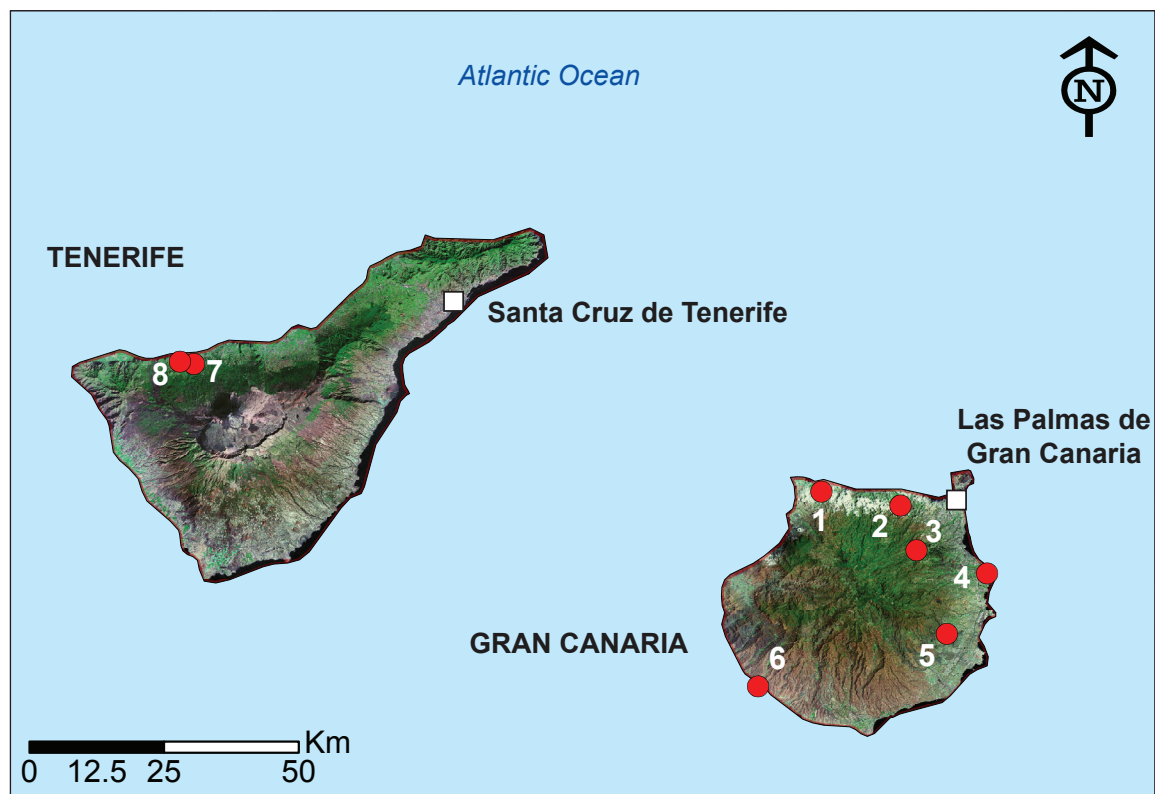 Atlantic Ocean
N
TENERIFE
Santa Cruz de Tenerife
8 7
Las Palmas de
Gran Canaria
1
2
3
4
GRAN CANARIA
5
6
Km
0 12.5 25 50